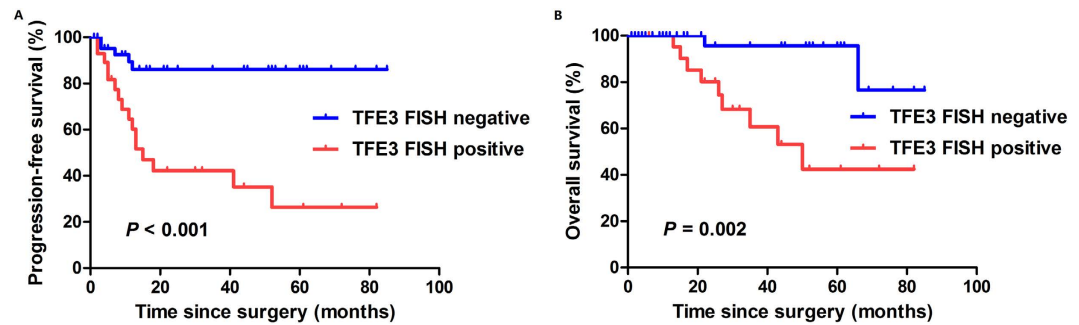 A
Progression-free survival (%)
100
80
60
40
20
0
TFE3 FISH negative
TFE3 FISH positive
P < 0.001
0 20 40 60 80 100
Time since surgery (months)
B
Overall survival (%)
100
80
60
40
20
0
TFE3 FISH negative
TFE3 FISH positive
P = 0.002
0 20 40 60 80 100
Time since surgery (months)